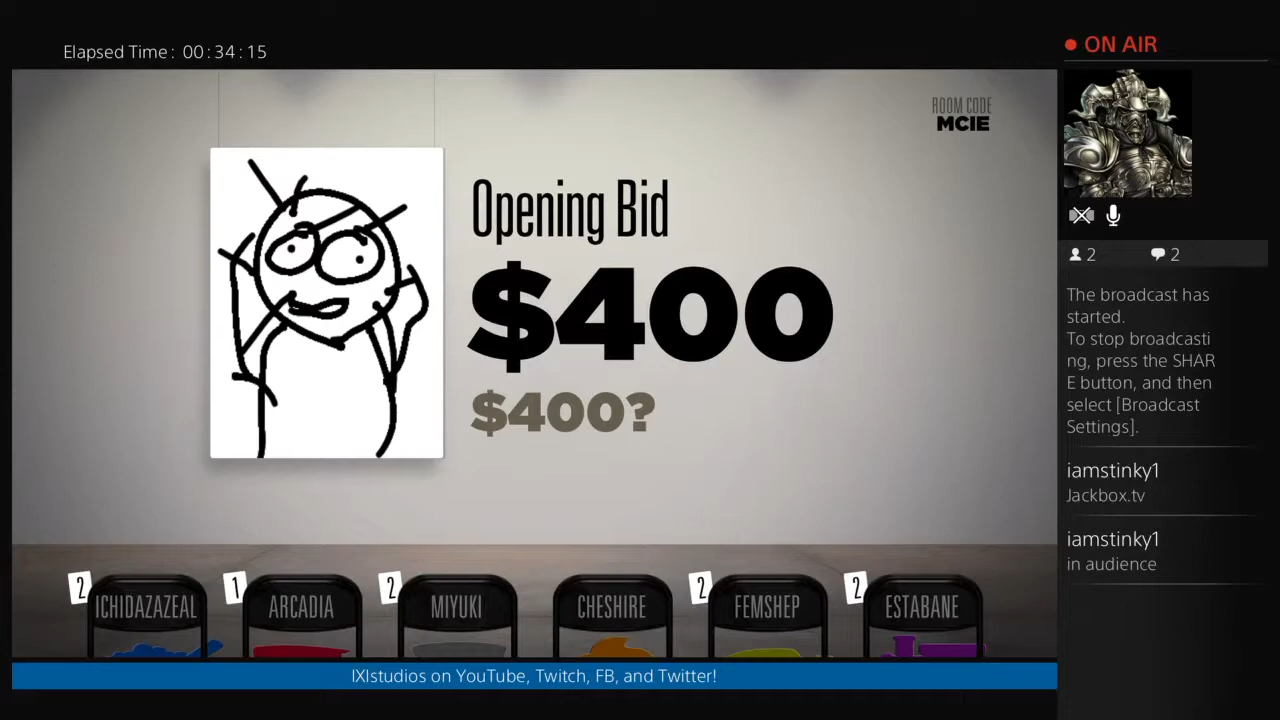 Elapsed Time: 00:34:15
ON AIR
ROOM CODE
MCIE
Opening Bid
$400
$400?
2
2
The broadcast has
started.
To stop broadcasti
ng, press the SHAR
E button, and then
select [Broadcast
Settings].
iamstinky1
Jackbox.tv
iamstinky1
in audience
2 ICHIDAZAZEAL
1 ARCADIA
2 MIYUKI
CHESHIRE
2 FEMSHEP
2 ESTABANE
IXIstudios on YouTube, Twitch, FB, and Twitter!